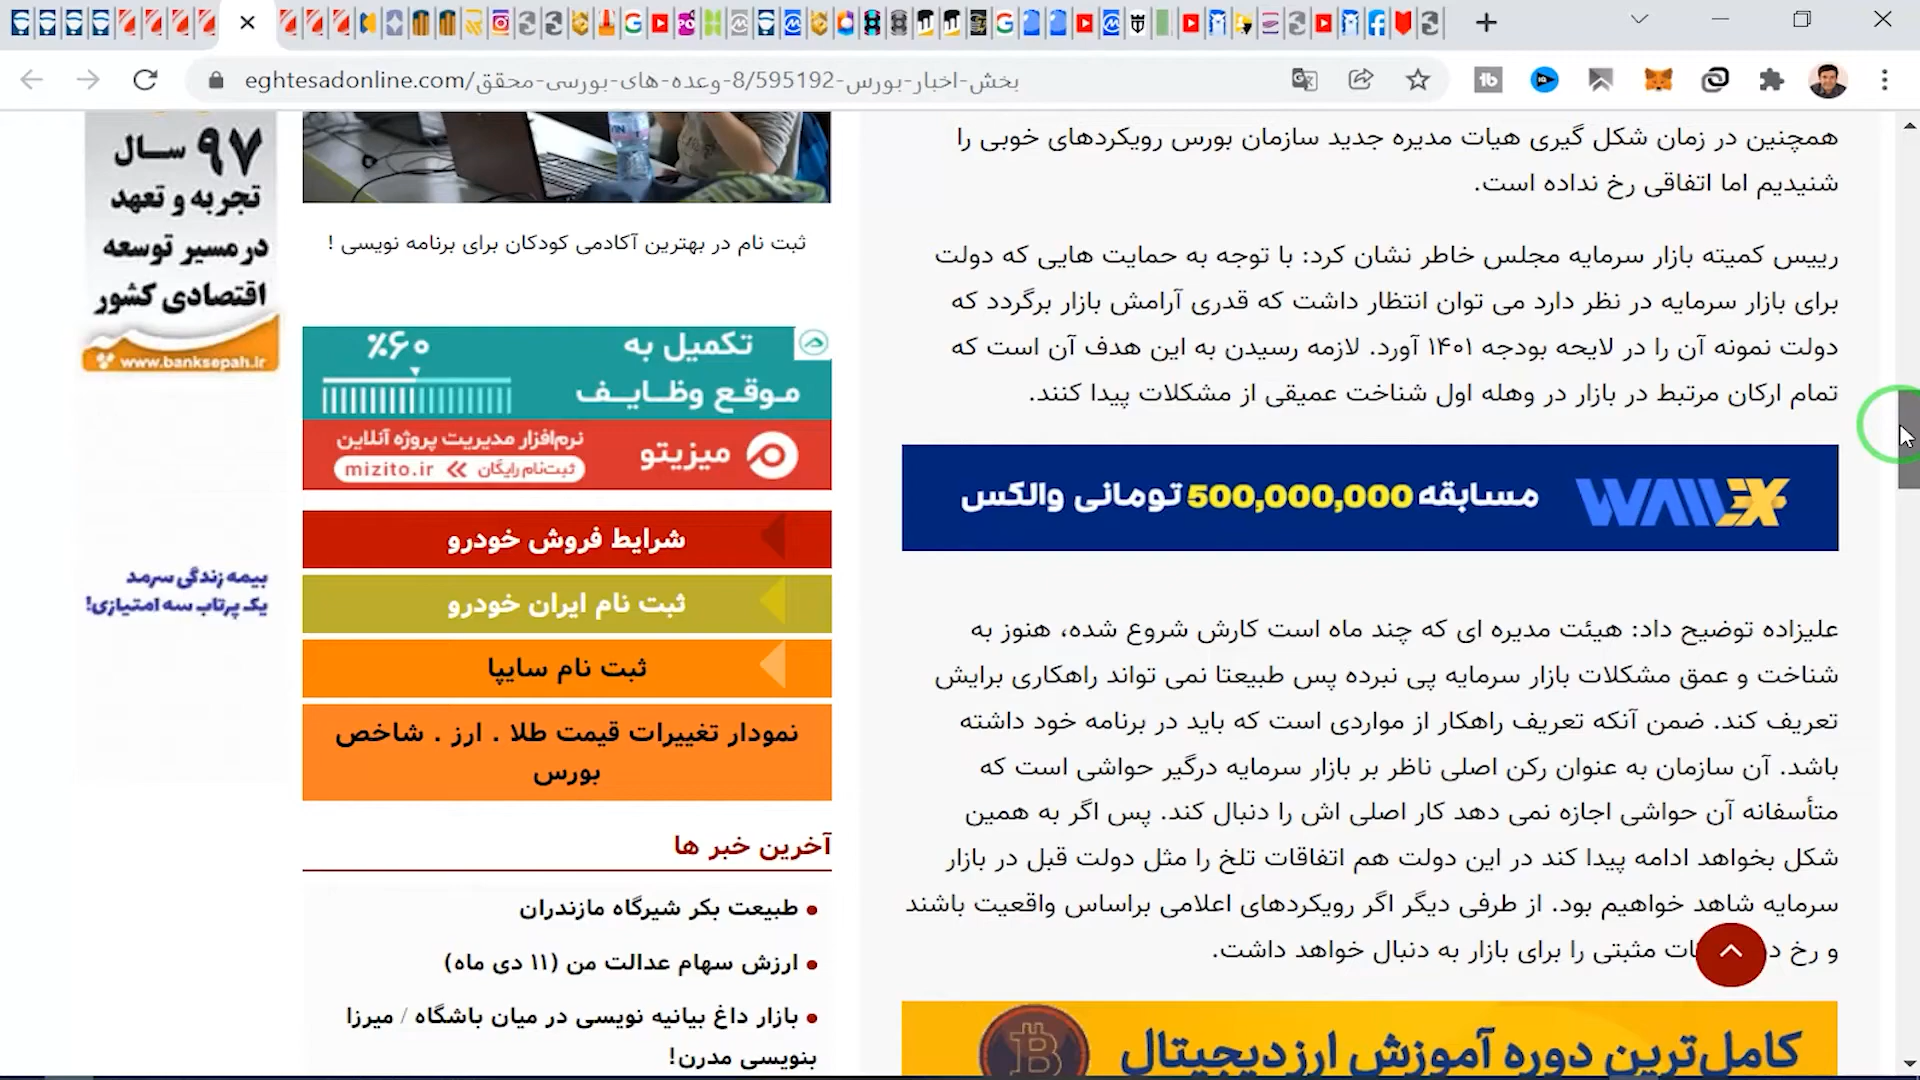 eghtesadonline.com/بخش-اخبار-بورس-8/595192-وعده-های-بورسی-محقق
همچنین در زمان شکل گیری هیات مدیره جدید سازمان بورس رویکردهای خوبی را
شنیدیم اما اتفاقی رخ نداده است.
رییس کمیته بازار سرمایه مجلس خاطر نشان کرد: با توجه به حمایت هایی که دولت
برای بازار سرمایه در نظر دارد می توان انتظار داشت که قدری آرامش بازار برگردد که
دولت نمونه آن را در لایحه بودجه ۱۴۰۱ آورد. لازمه رسیدن به این هدف آن است که
تمام ارکان مرتبط در بازار در وهله اول شناخت عمیقی از مشکلات پیدا کنند.
WALLEX
مسابقه 500,000,000 تومانی والکس
علیزاده توضیح داد: هیئت مدیره ای که چند ماه است کارش شروع شده، هنوز به
شناخت و عمق مشکلات بازار سرمایه پی نبرده پس طبیعتا نمی تواند راهکاری برایش
تعریف کند. ضمن آنکه تعریف راهکار از مواردی است که باید در برنامه خود داشته
باشد. آن سازمان به عنوان رکن اصلی ناظر بر بازار سرمایه درگیر حواشی است که
متأسفانه آن حواشی اجازه نمی دهد کار اصلی اش را دنبال کند. پس اگر به همین
شکل بخواهد ادامه پیدا کند در این دولت هم اتفاقات تلخ را مثل دولت قبل در بازار
سرمایه شاهد خواهیم بود. از طرفی دیگر اگر رویکردهای اعلامی براساس واقعیت باشند
و رخ د ات مثبتی را برای بازار به دنبال خواهد داشت.
کامل‌ترین دوره آموزش ارزدیجیتال
ثبت نام در بهترین آکادمی کودکان برای برنامه نویسی !
تکمیل به
موقع وظایف
٪۶۰
میزیتو
نرم‌افزار مدیریت پروژه آنلاین
ثبت‌نام رایگان >> mizito.ir
شرایط فروش خودرو
ثبت نام ایران خودرو
ثبت نام سایپا
نمودار تغییرات قیمت طلا . ارز . شاخص
بورس
آخرین خبر ها
طبیعت بکر شیرگاه مازندران
ارزش سهام عدالت من (۱۱ دی ماه)
بازار داغ بیانیه نویسی در میان باشگاه / میرزا
بنویسی مدرن!
۹۷ سال
تجربه و تعهد
در مسیر توسعه
اقتصادی کشور
www.banksepah.ir
بیمه زندگی سرمد
یک پرتاب سه امتیازی!